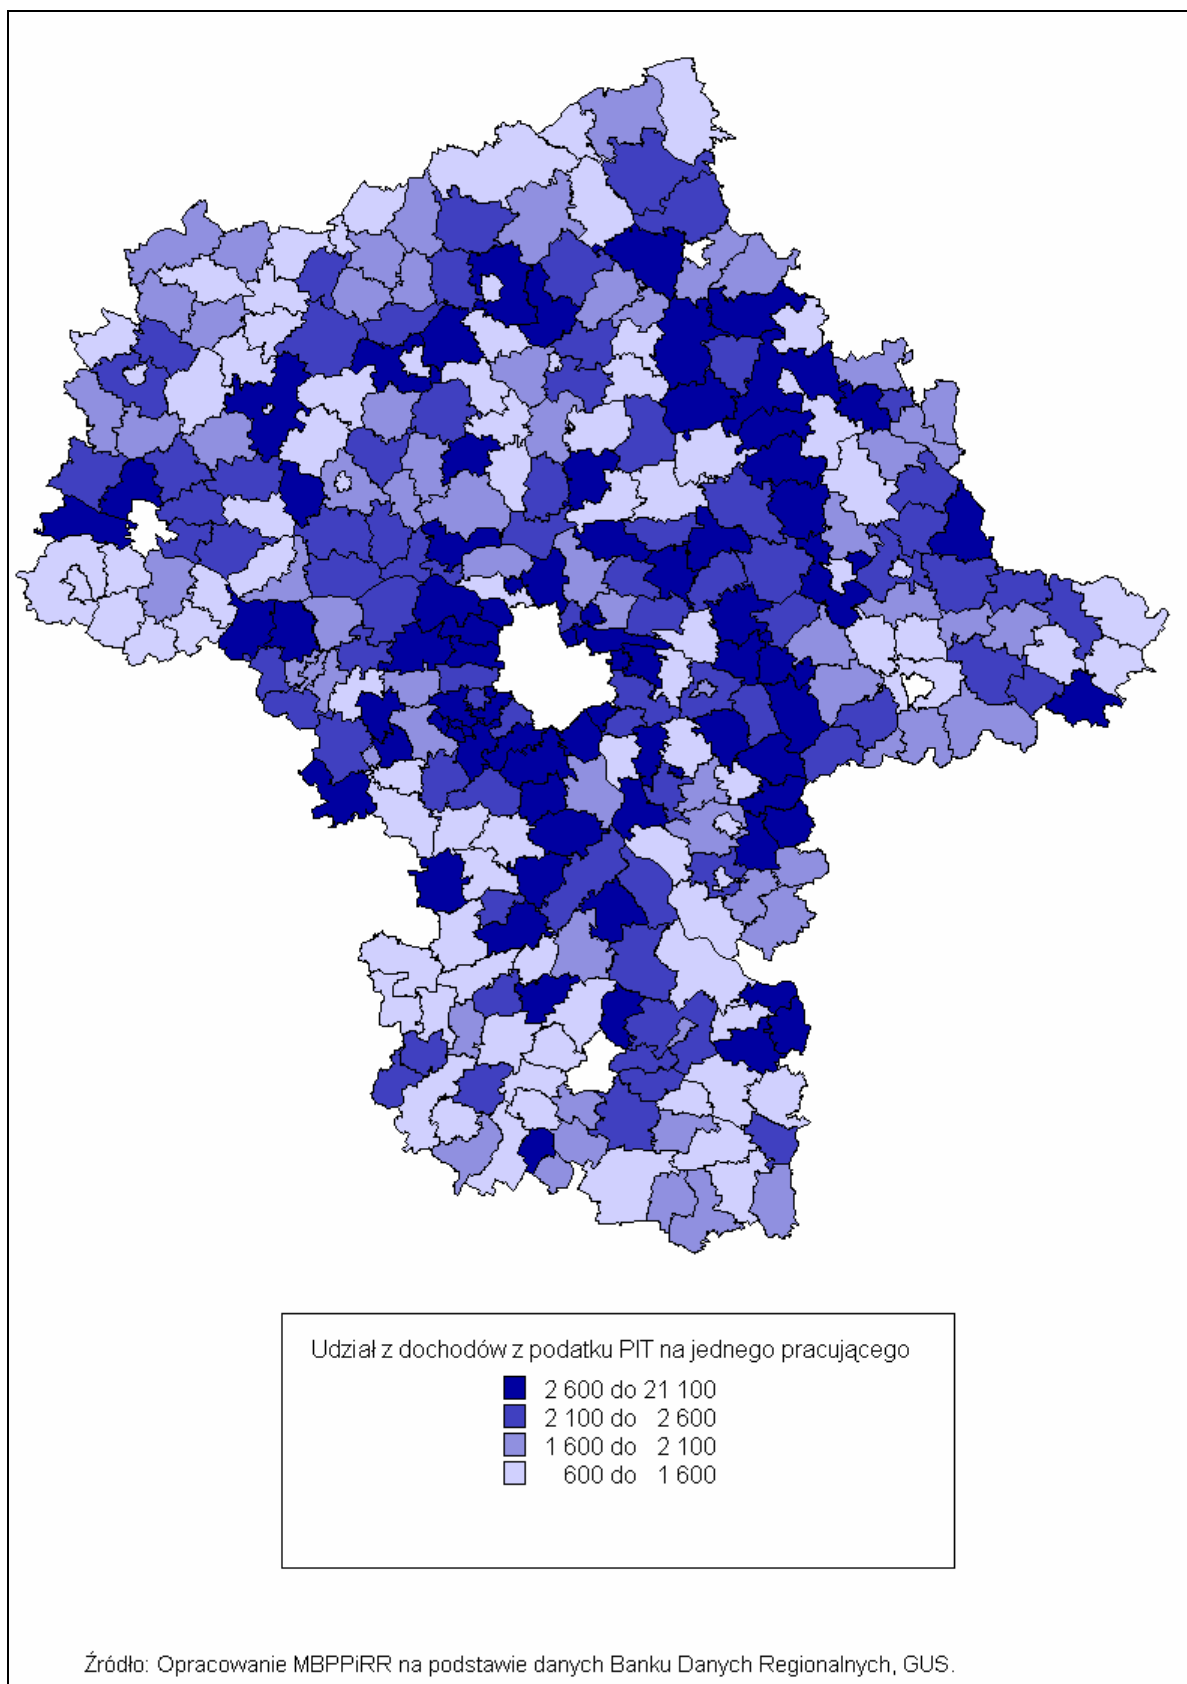 Udział z dochodów z podatku PIT na jednego pracującego
2 600 do 21 100
2 100 do 2 600
1 600 do 2 100
600 do 1 600
Źródło: Opracowanie MBPPiRR na podstawie danych Banku Danych Regionalnych, GUS.